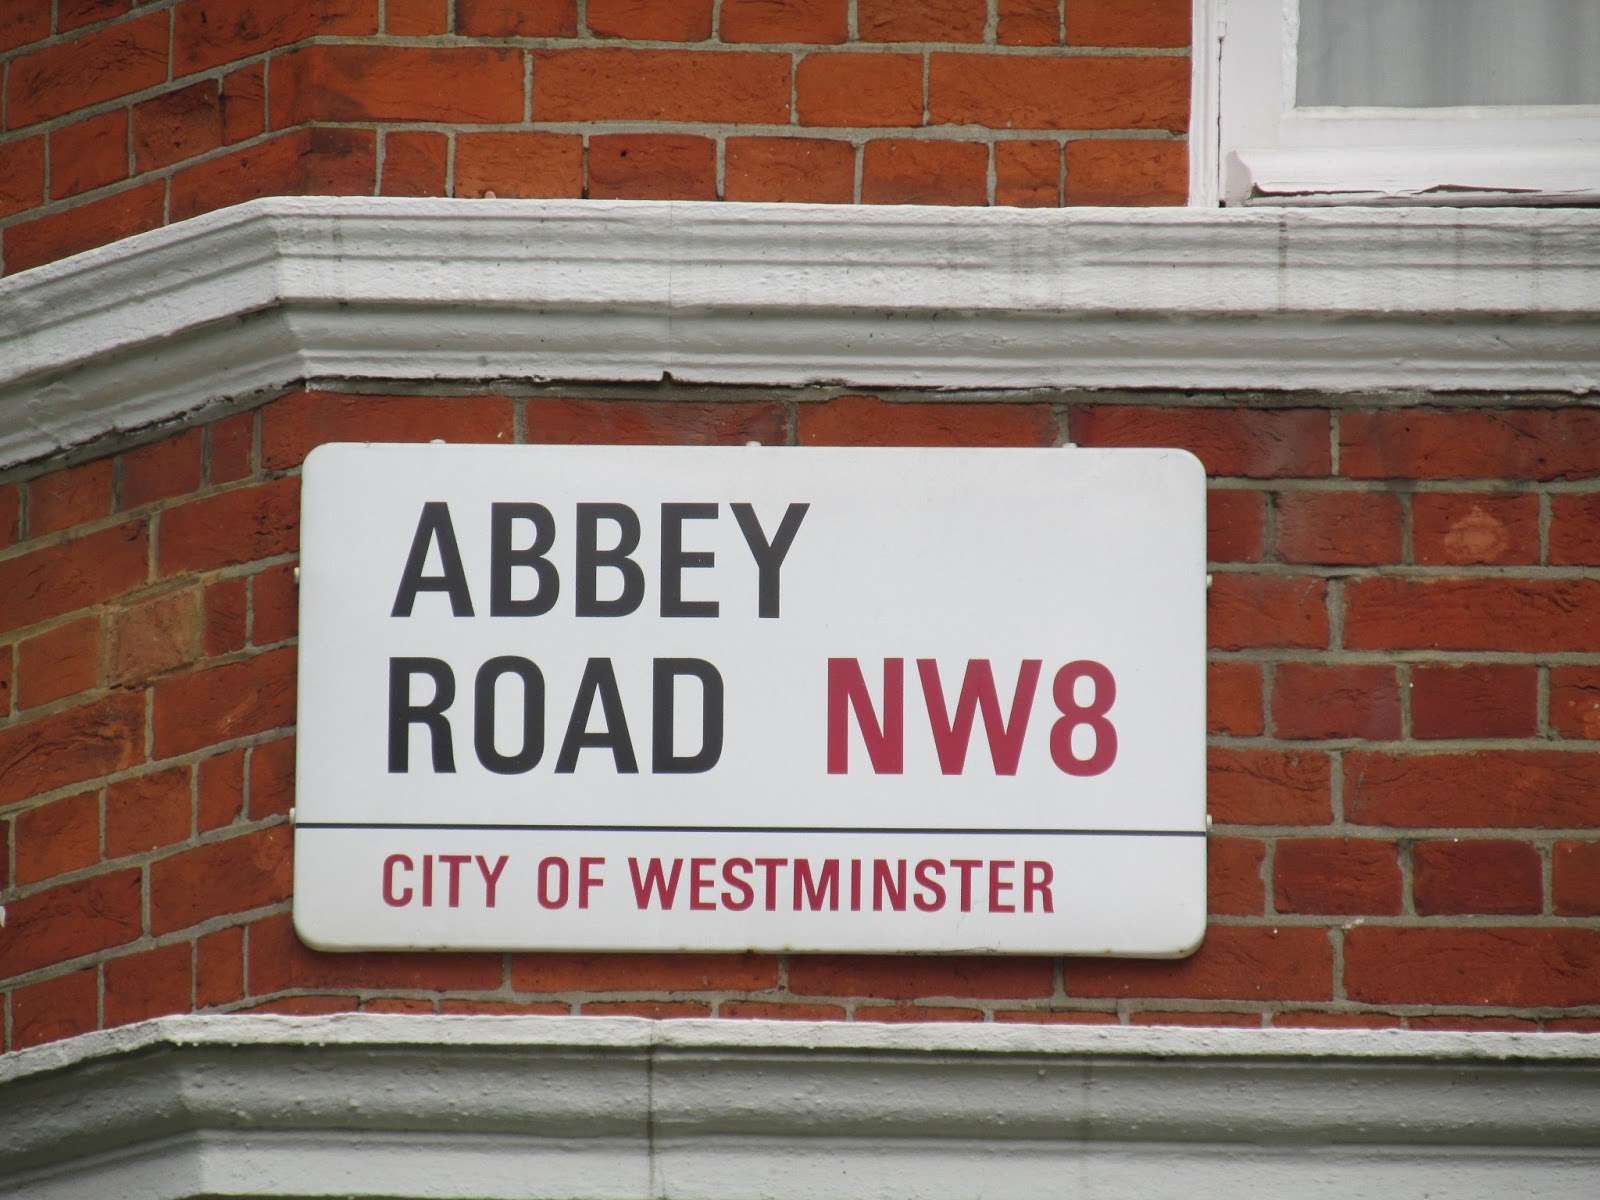 ABBEY
ROAD NW8
CITY OF WESTMINSTER